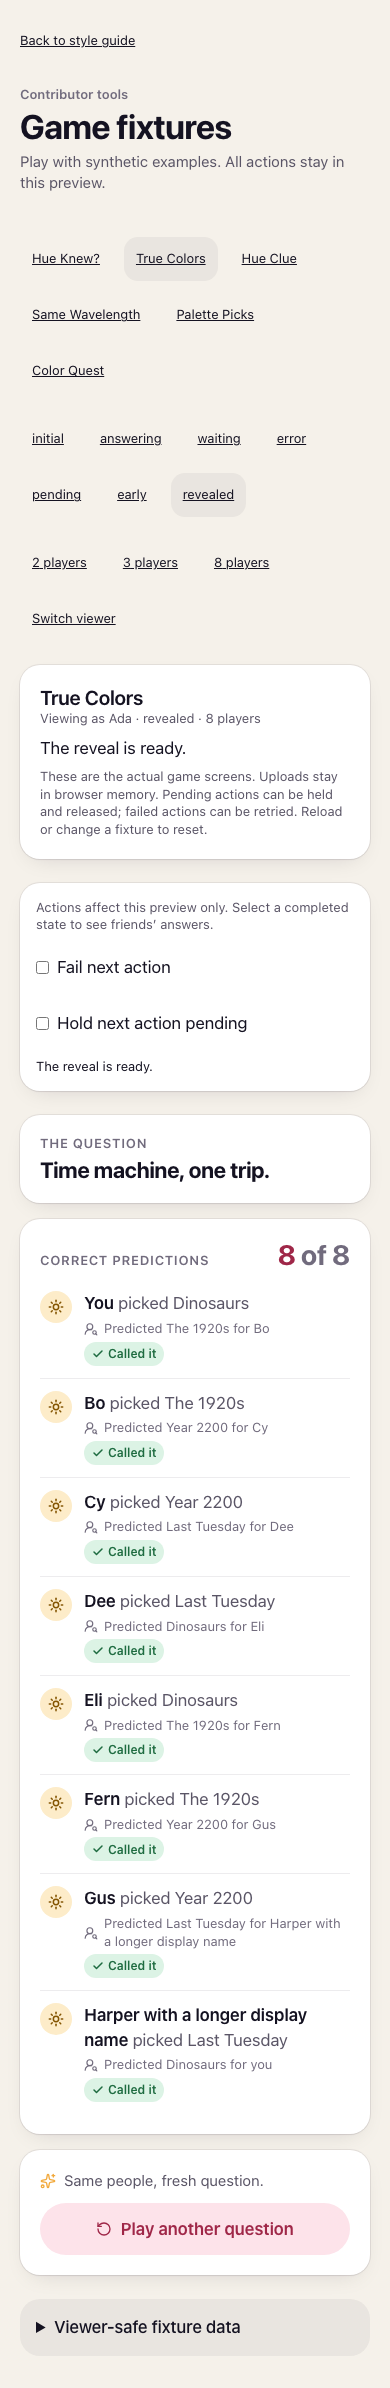 Back to style guide
Contributor tools
Game fixtures
Play with synthetic examples. All actions stay in
this preview.
Hue Knew? True Colors Hue Clue
Same Wavelength Palette Picks
Color Quest
initial answering waiting error
pending early revealed
2 players 3 players 8 players
Switch viewer
True Colors
Viewing as Ada · revealed · 8 players
The reveal is ready.
These are the actual game screens. Uploads stay
in browser memory. Pending actions can be held
and released; failed actions can be retried. Reload
or change a fixture to reset.
Actions affect this preview only. Select a completed
state to see friends’ answers.
Fail next action
Hold next action pending
The reveal is ready.
THE QUESTION
Time machine, one trip.
CORRECT PREDICTIONS 8 of 8
You picked Dinosaurs
Predicted The 1920s for Bo
Called it
Bo picked The 1920s
Predicted Year 2200 for Cy
Called it
Cy picked Year 2200
Predicted Last Tuesday for Dee
Called it
Dee picked Last Tuesday
Predicted Dinosaurs for Eli
Called it
Eli picked Dinosaurs
Predicted The 1920s for Fern
Called it
Fern picked The 1920s
Predicted Year 2200 for Gus
Called it
Gus picked Year 2200
Predicted Last Tuesday for Harper with
a longer display name
Called it
Harper with a longer display
name picked Last Tuesday
Predicted Dinosaurs for you
Called it
Same people, fresh question.
Play another question
Viewer-safe fixture data